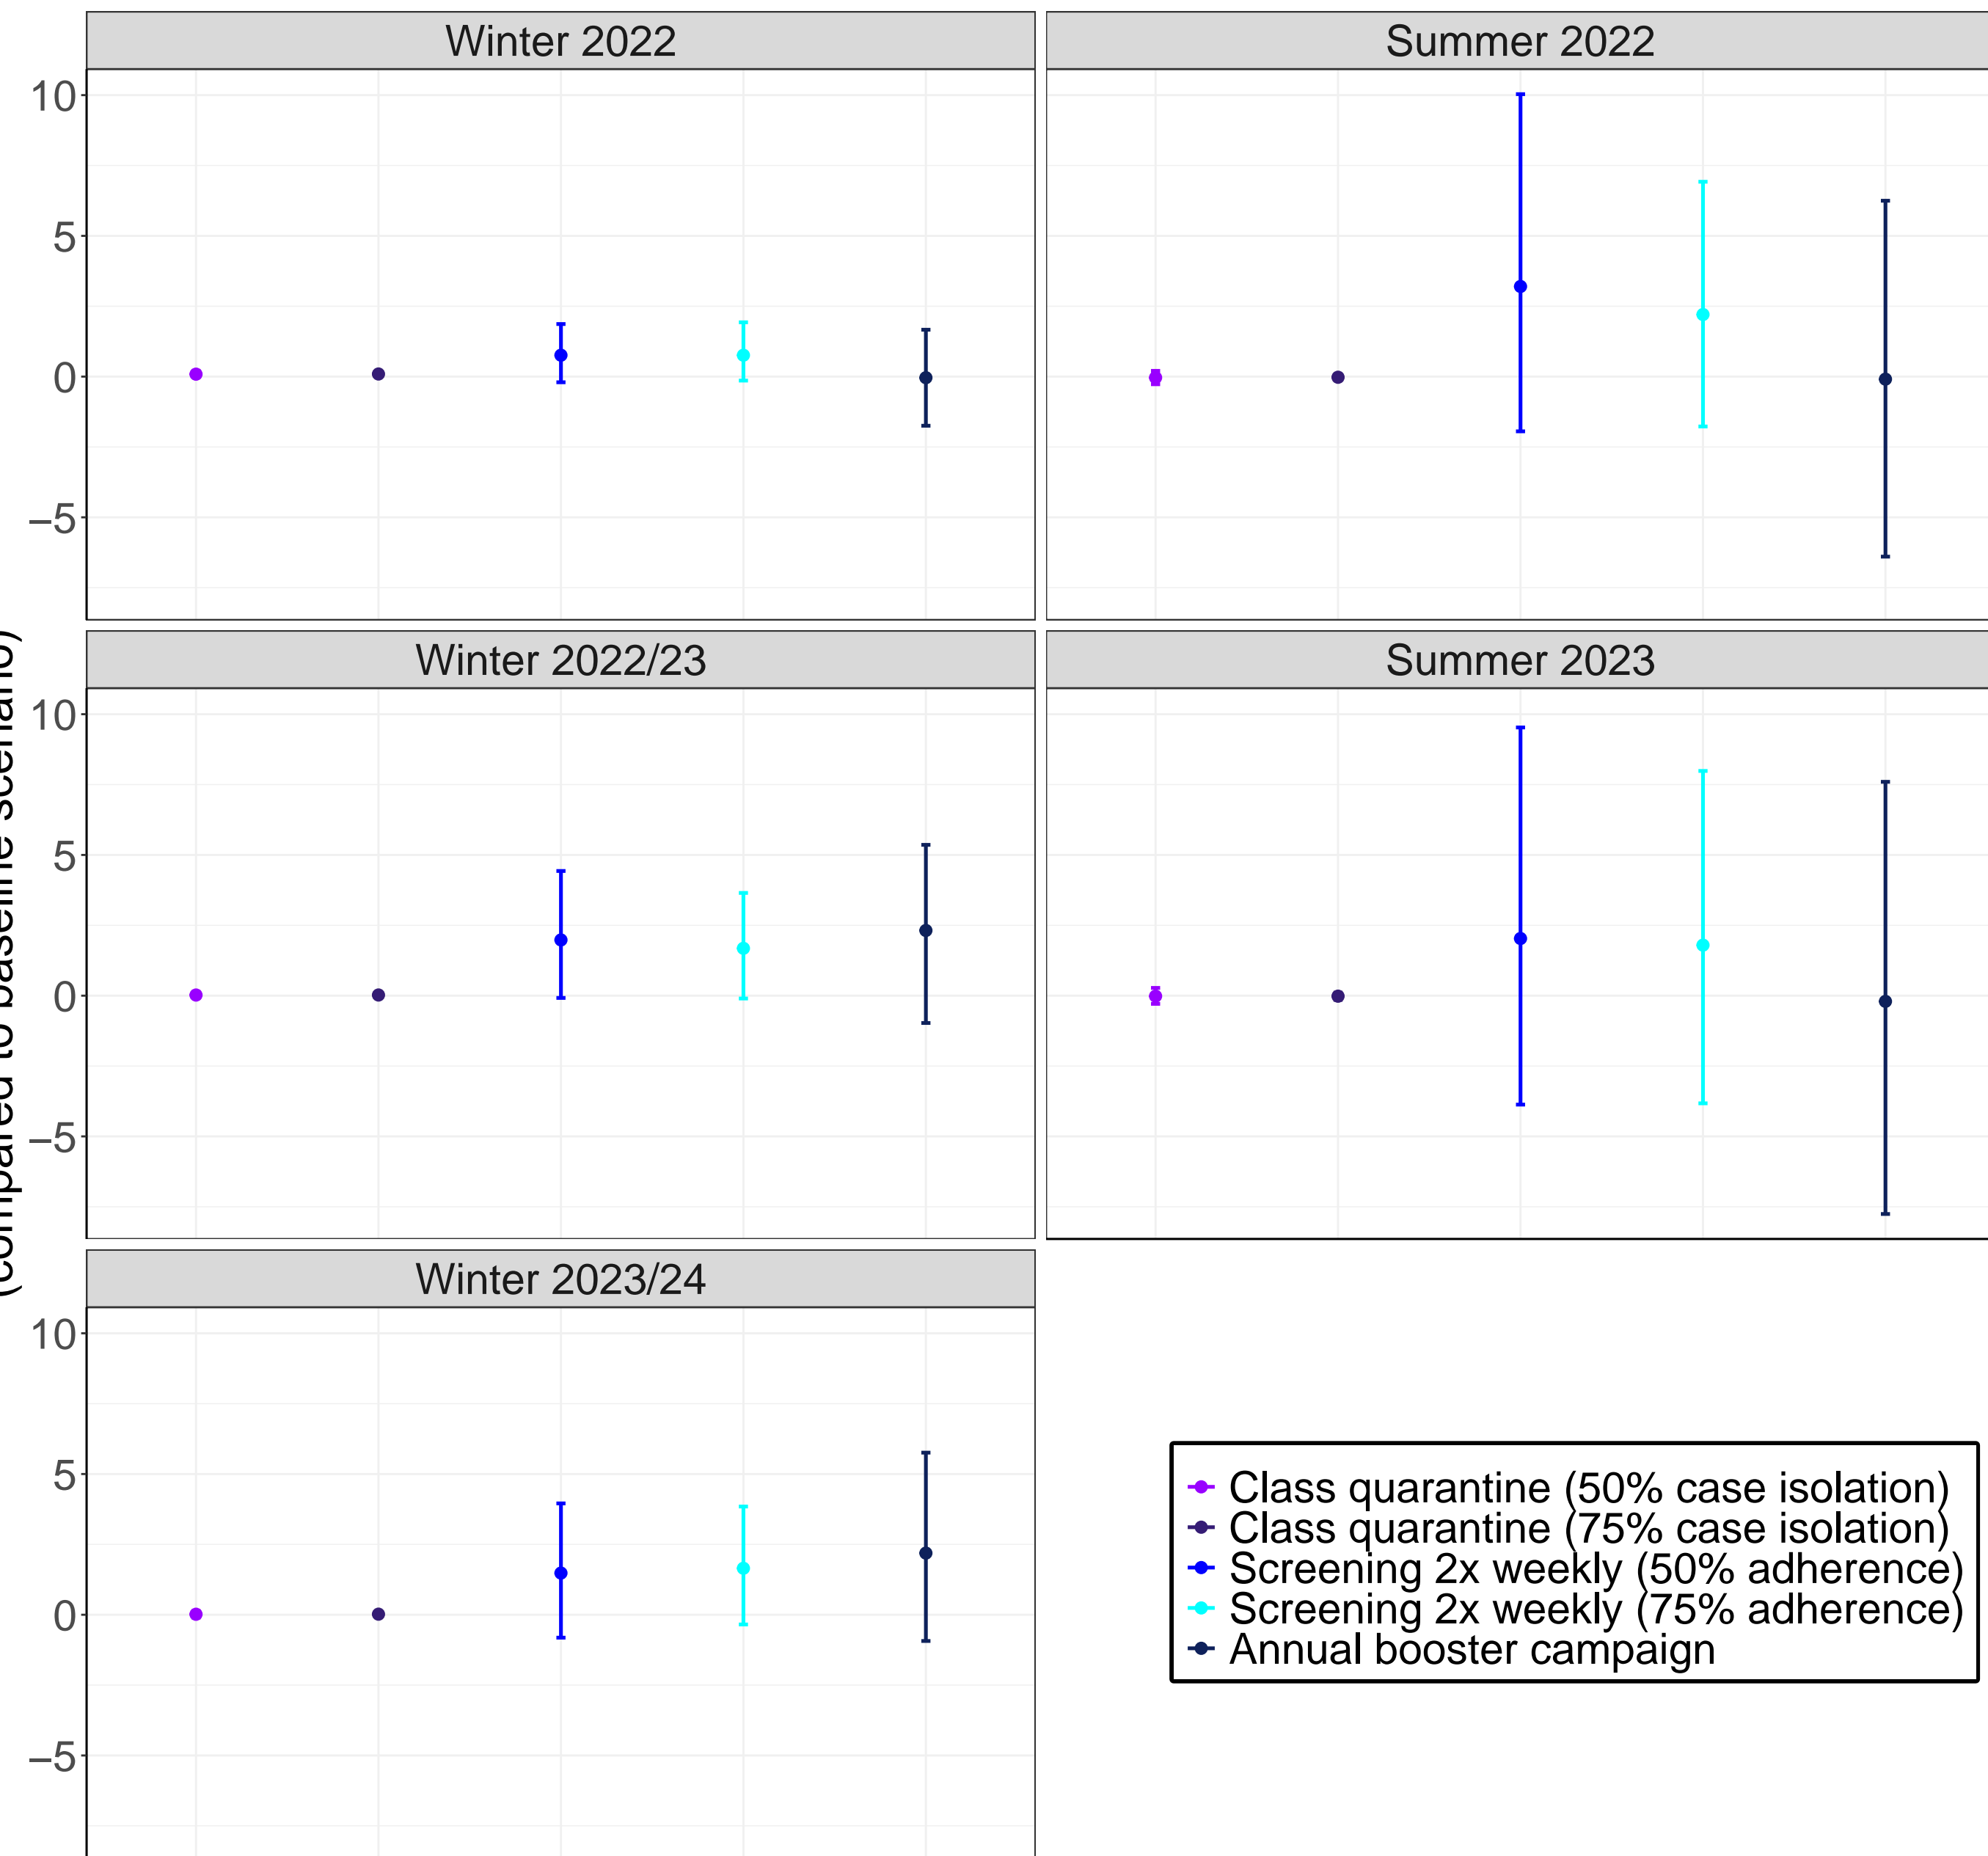 Winter 2022
Summer 2022
10
5
0
−5
Winter 2022/23
Summer 2023
10
5
0
−5
(compared to baseline scenario)
Winter 2023/24
10
5
0
−5
Class quarantine (50% case isolation)
Class quarantine (75% case isolation)
Screening 2x weekly (50% adherence)
Screening 2x weekly (75% adherence)
Annual booster campaign